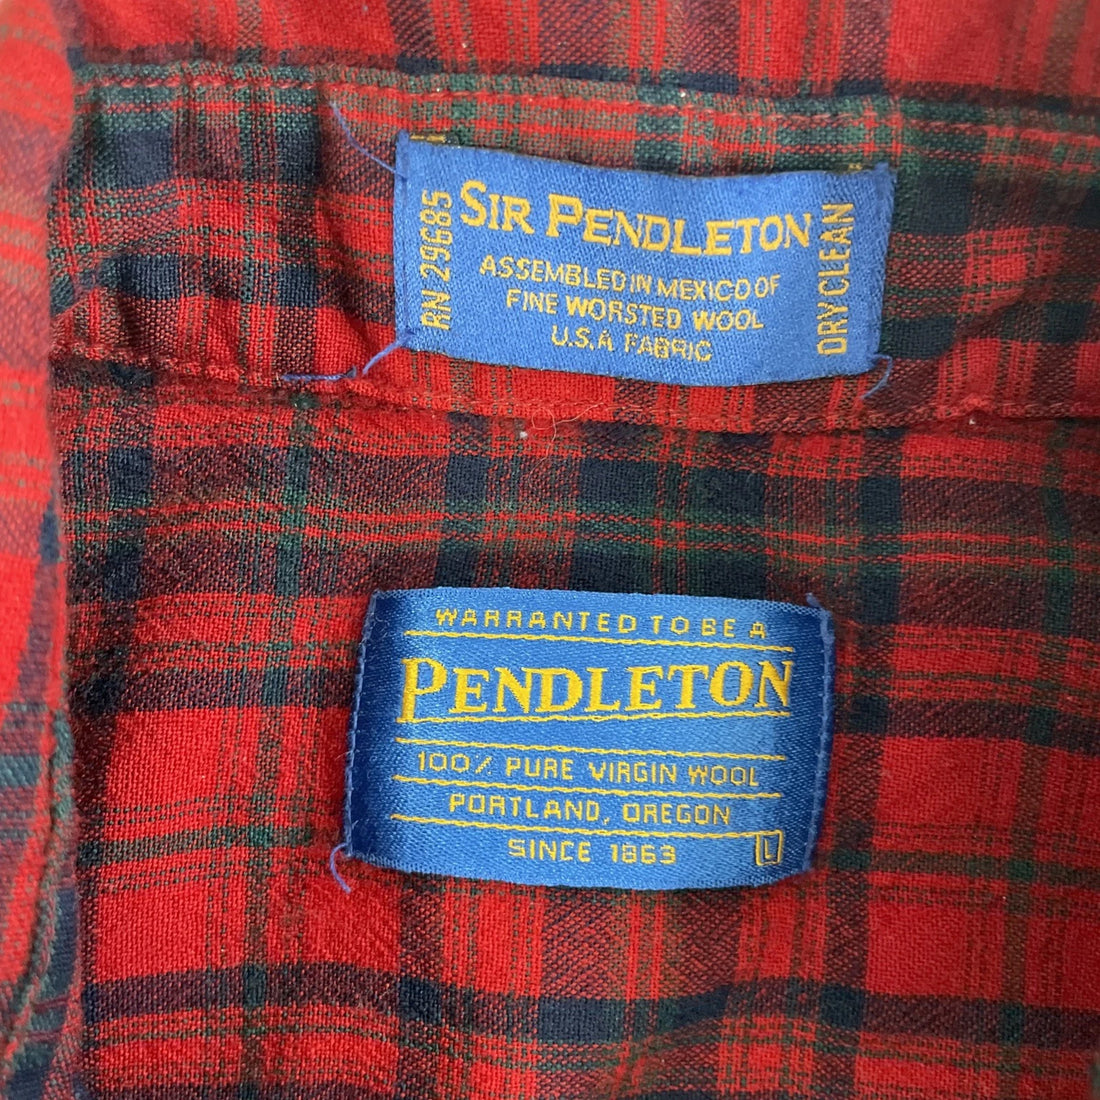 RN 29685
SIR PENDLETON
ASSEMBLED IN MEXICO OF
FINE WORSTED WOOL
U.S.A FABRIC
DRY CLEAN
WARRANTED TO BE A
PENDLETON
100% PURE VIRGIN WOOL
PORTLAND, OREGON
SINCE 1863
L